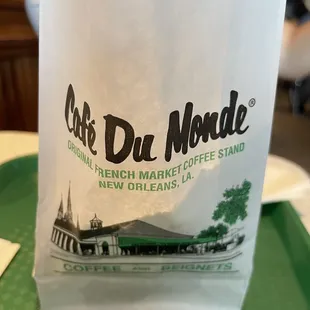 Café Du Monde®
ORIGINAL FRENCH MARKET COFFEE STAND
NEW ORLEANS, LA.
COFFEE AND BEIGNETS